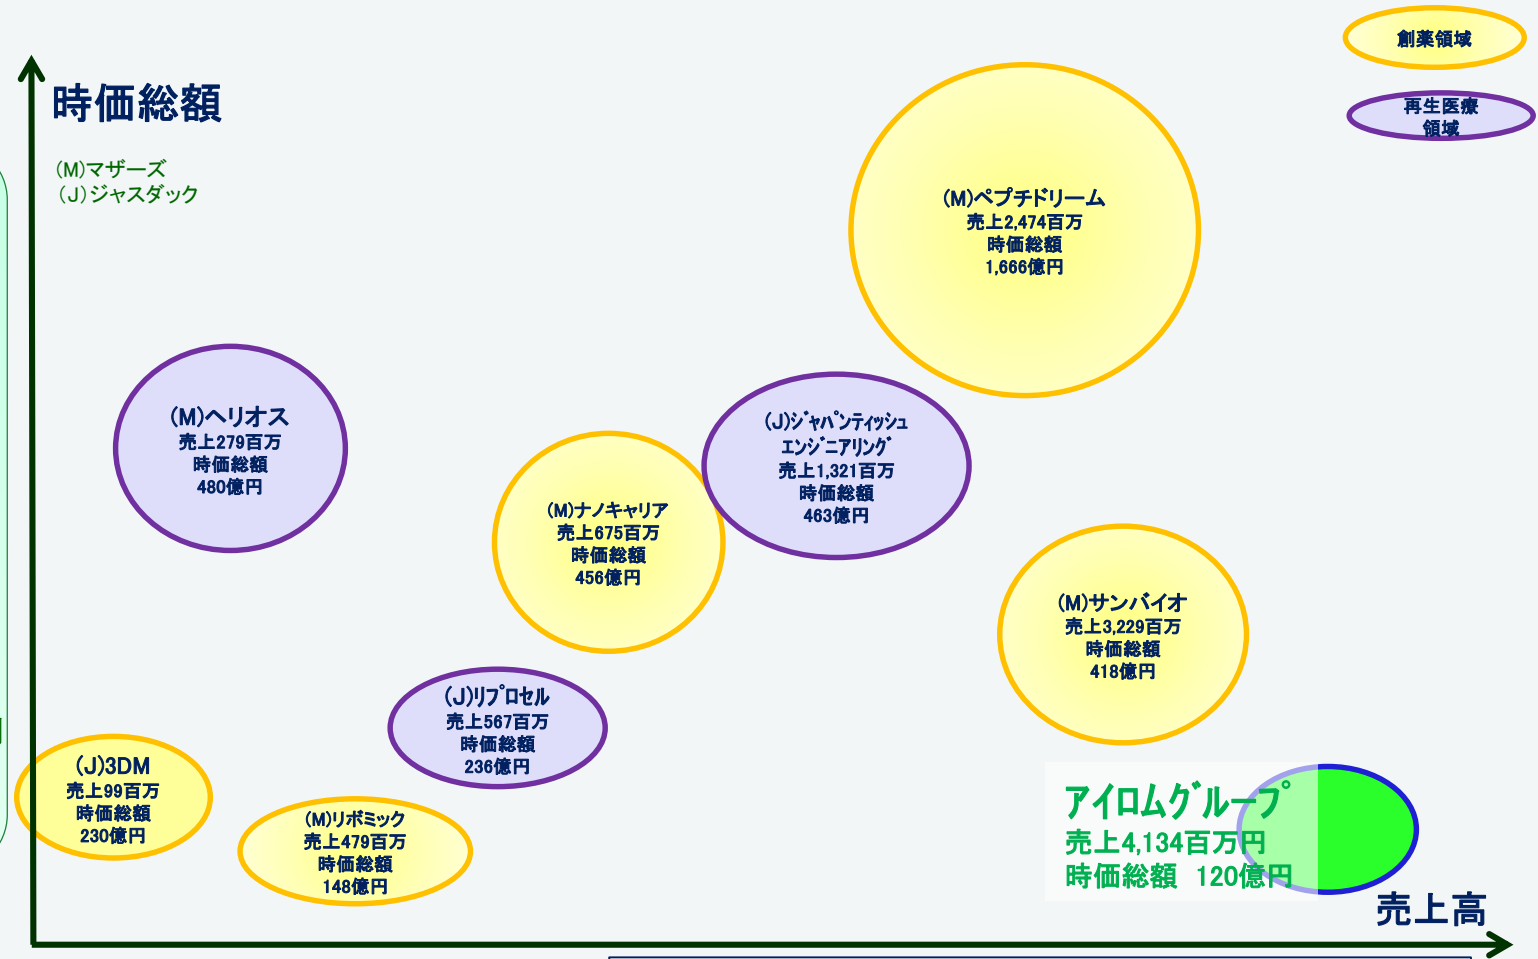 創薬領域
再生医療
領域
時価総額
(M)マザーズ
(J)ジャスダック
(M)ペプチドリーム
売上2,474百万
時価総額
1,666億円
(M)ヘリオス
売上279百万
時価総額
480億円
(J)ジャパンティッシュ
エンジニアリング
売上1,321百万
時価総額
463億円
(M)ナノキャリア
売上675百万
時価総額
456億円
(M)サンバイオ
売上3,229百万
時価総額
418億円
(J)リプロセル
売上567百万
時価総額
236億円
(J)3DM
売上99百万
時価総額
230億円
(M)リボミック
売上479百万
時価総額
148億円
アイロムグループ
売上4,134百万円
時価総額 120億円
売上高